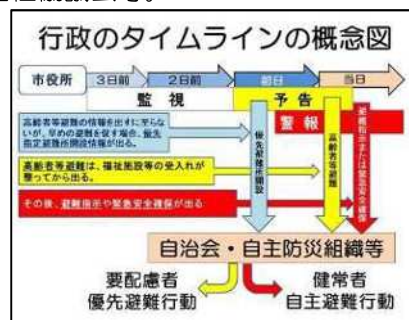 行政のタイムラインの概念図
市役所
3日前
2日前
前日
当日
監視
予告
警報
高齢者等避難の情報を出すに至らないが、早めの避難を促す場合、優先指定避難所開設情報が出る。
高齢者等避難は、福祉施設等の受入れが整ってから出る。
その後、避難指示や緊急安全確保が出る
優先避難所開設
高齢者等避難
避難指示または緊急安全確保
自治会・自主防災組織等
要配慮者
優先避難行動
健常者
自主避難行動